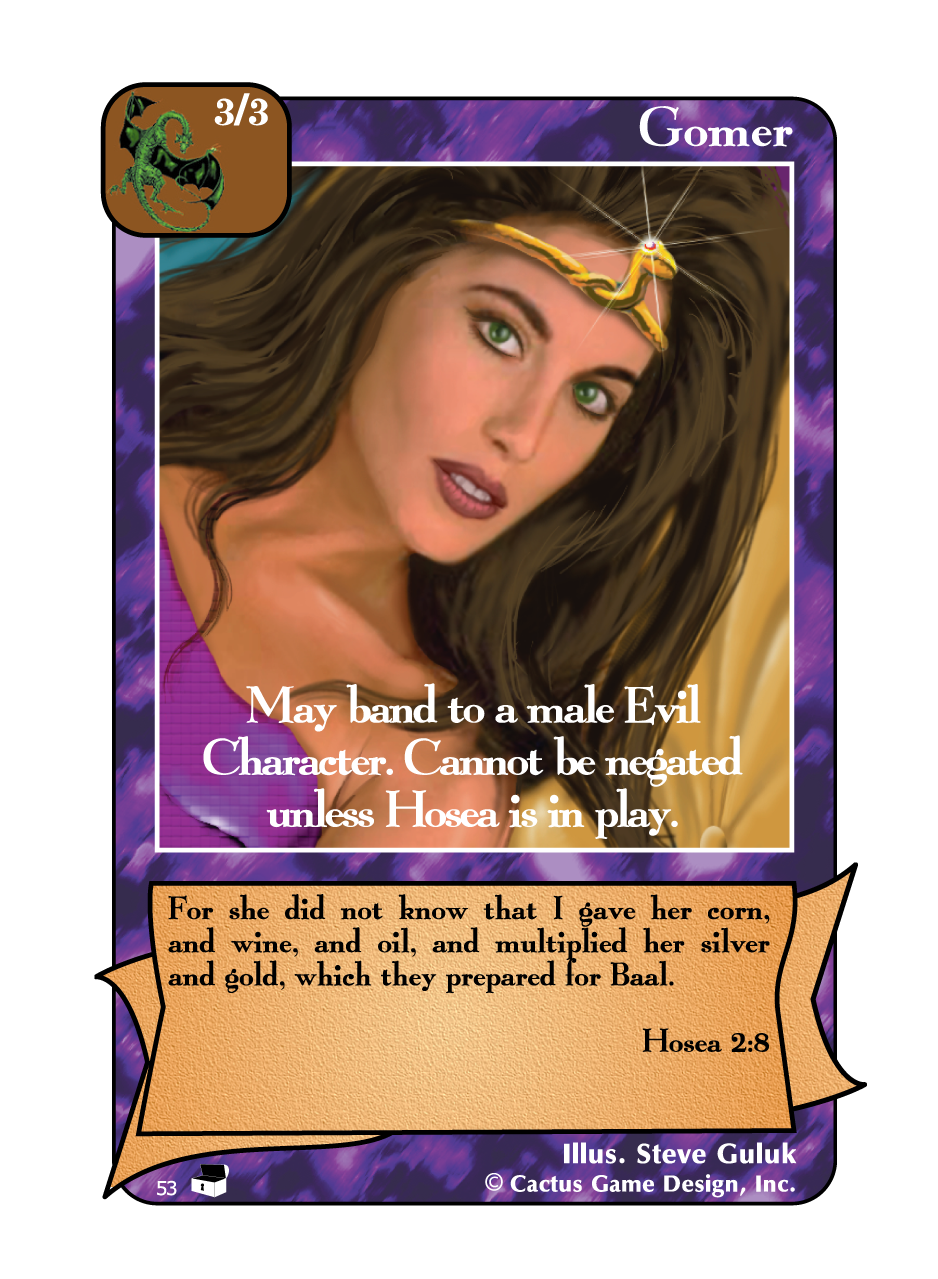 3/3
Gomer
May band to a male Evil
Character. Cannot be negated
unless Hosea is in play.
For she did not know that I gave her corn,
and wine, and oil, and multiplied her silver
and gold, which they prepared for Baal.
Hosea 2:8
Illus. Steve Guluk
53
© Cactus Game Design, Inc.